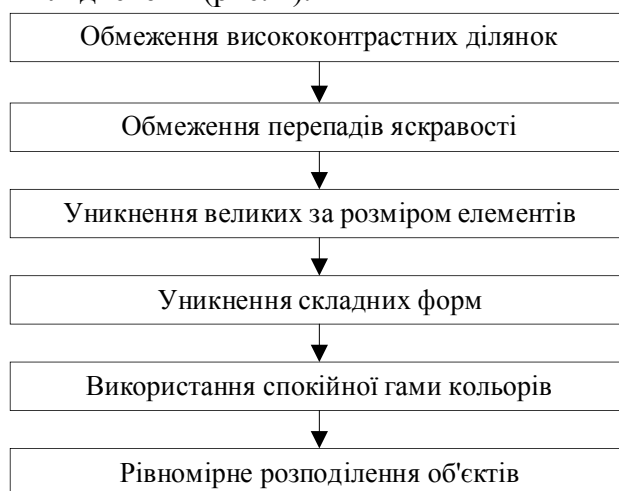 Обмеження висококонтрастних ділянок
Обмеження перепадів яскравості
Уникнення великих за розміром елементів
Уникнення складних форм
Використання спокійної гами кольорів
Рівномірне розподілення об'єктів